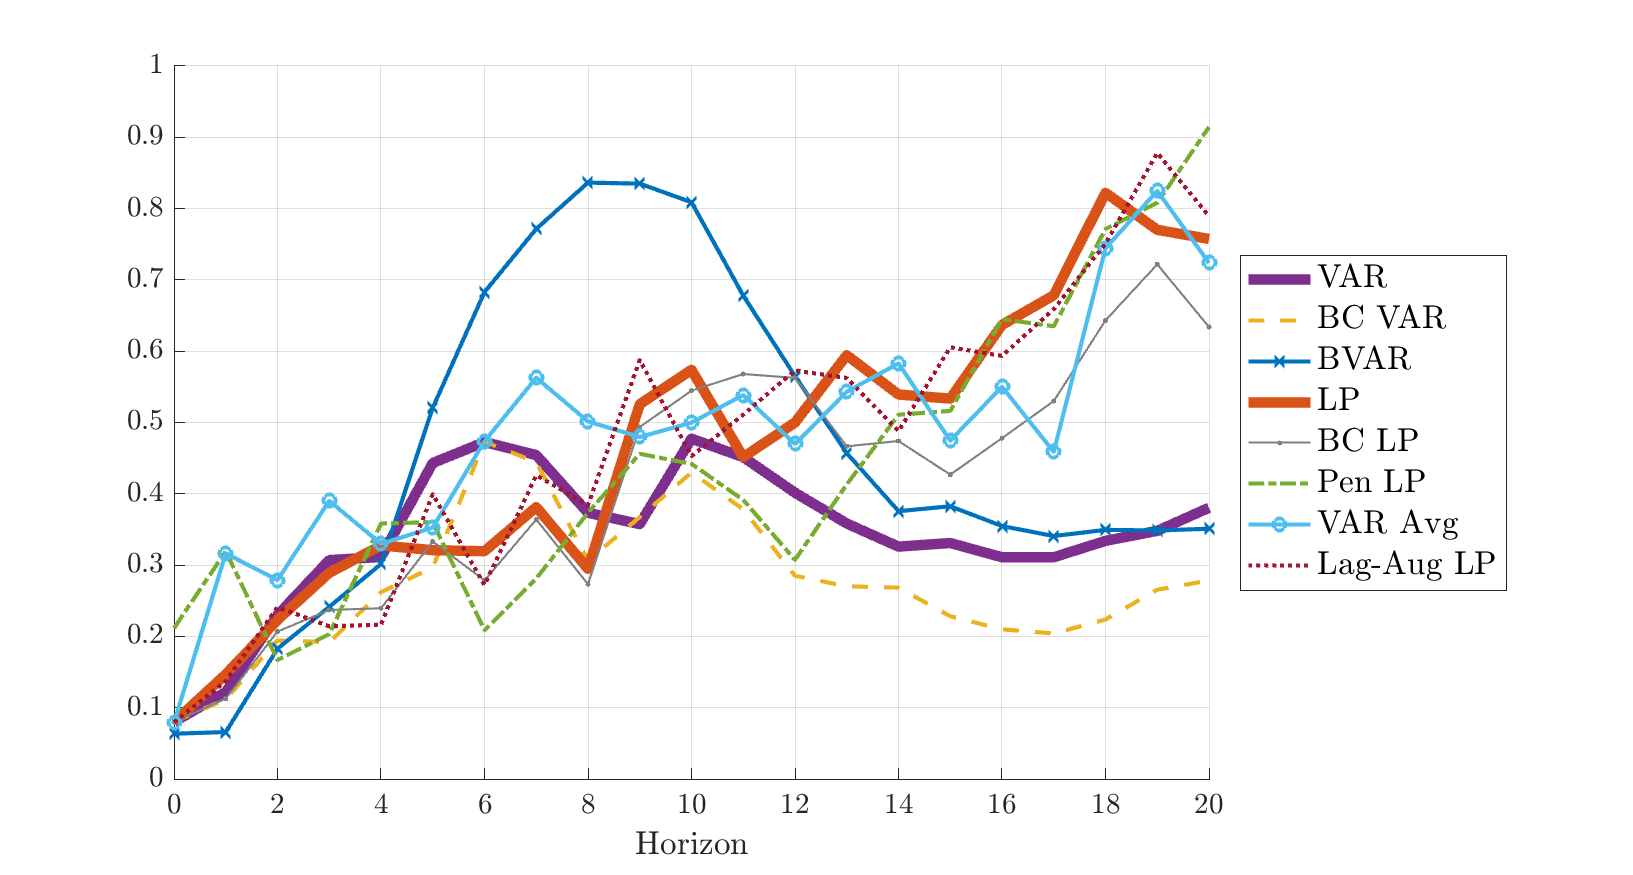 1
0.9
0.8
0.7
0.6
0.5
0.4
0.3
0.2
0.1
0
0 2 4 6 8 10 12 14 16 18 20
Horizon
VAR
BC VAR
BVAR
LP
BC LP
Pen LP
VAR Avg
Lag-Aug LP